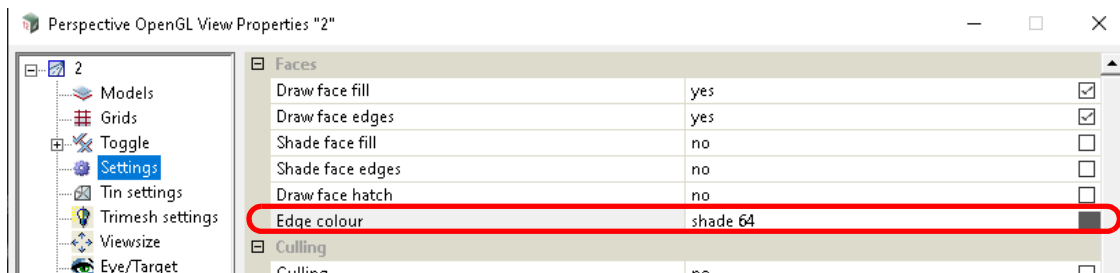 Perspective OpenGL View Properties "2"
2
Models
Grids
Toggle
Settings
Tin settings
Trimesh settings
Viewsize
Eye/Target
Faces
Draw face fill yes
Draw face edges yes
Shade face fill no
Shade face edges no
Draw face hatch no
Edge colour shade 64
Culling
Culling no